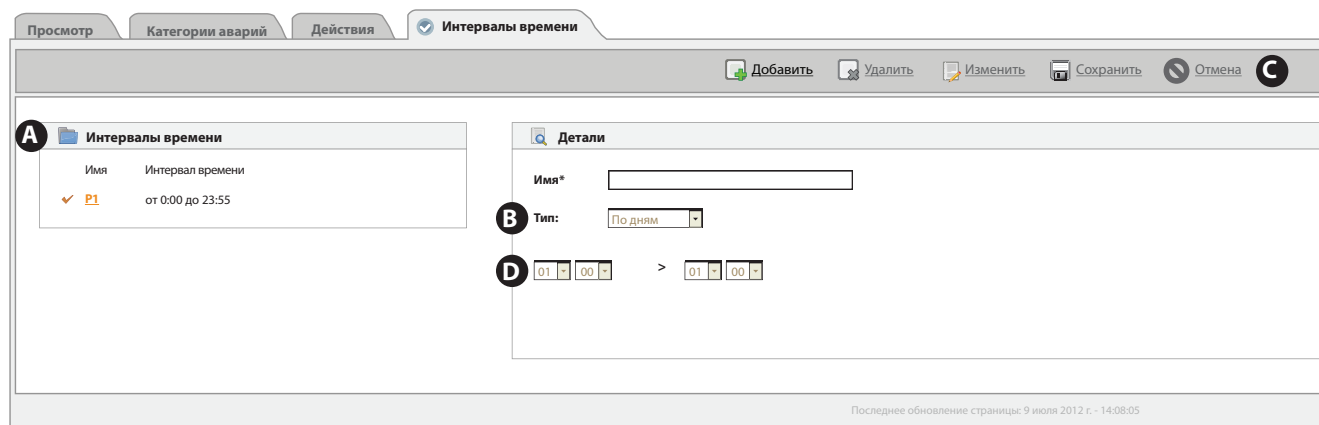 Просмотр
Категории аварий
Действия
Интервалы времени
Добавить
Удалить
Изменить
Сохранить
Отмена
C
A
Интервалы времени
Имя Интервал времени
P1 от 0:00 до 23:55
Детали
Имя*
B Тип: По дням
D 01 00 > 01 00
Последнее обновление страницы: 9 июля 2012 г. - 14:08:05